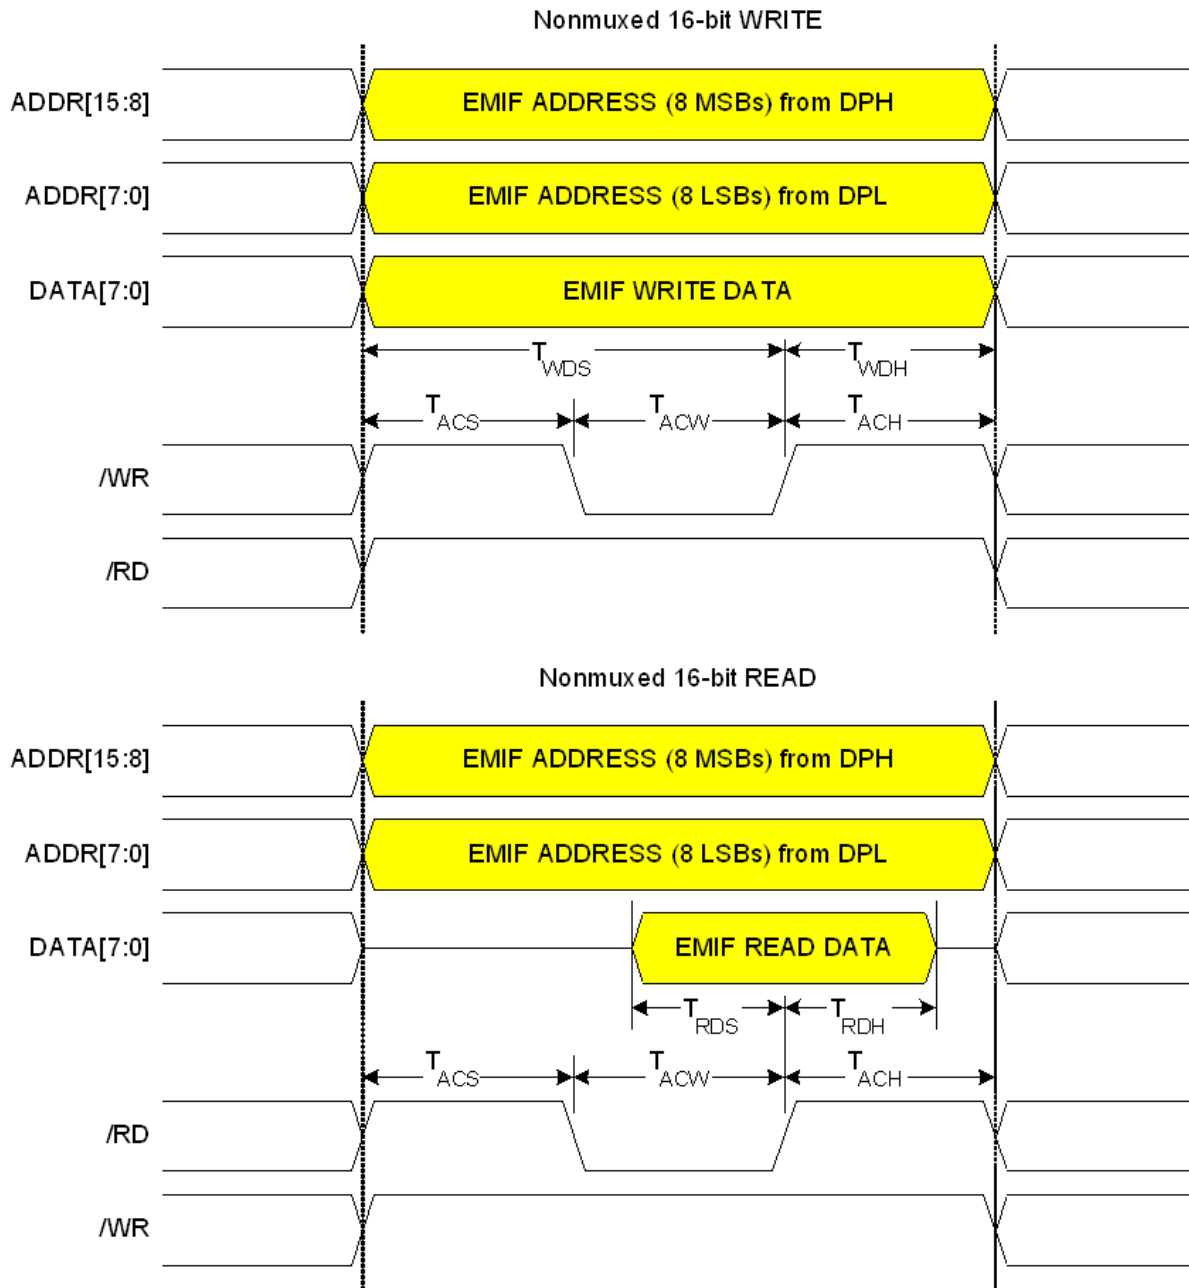 Nonmuxed 16-bit WRITE
ADDR[15:8]
EMIF ADDRESS (8 MSBs) from DPH
ADDR[7:0]
EMIF ADDRESS (8 LSBs) from DPL
DATA[7:0]
EMIF WRITE DATA
TWDS TWDH
TACS TACW TACH
/WR
/RD
Nonmuxed 16-bit READ
ADDR[15:8]
EMIF ADDRESS (8 MSBs) from DPH
ADDR[7:0]
EMIF ADDRESS (8 LSBs) from DPL
DATA[7:0]
EMIF READ DATA
TRDS TRDH
TACS TACW TACH
/RD
/WR